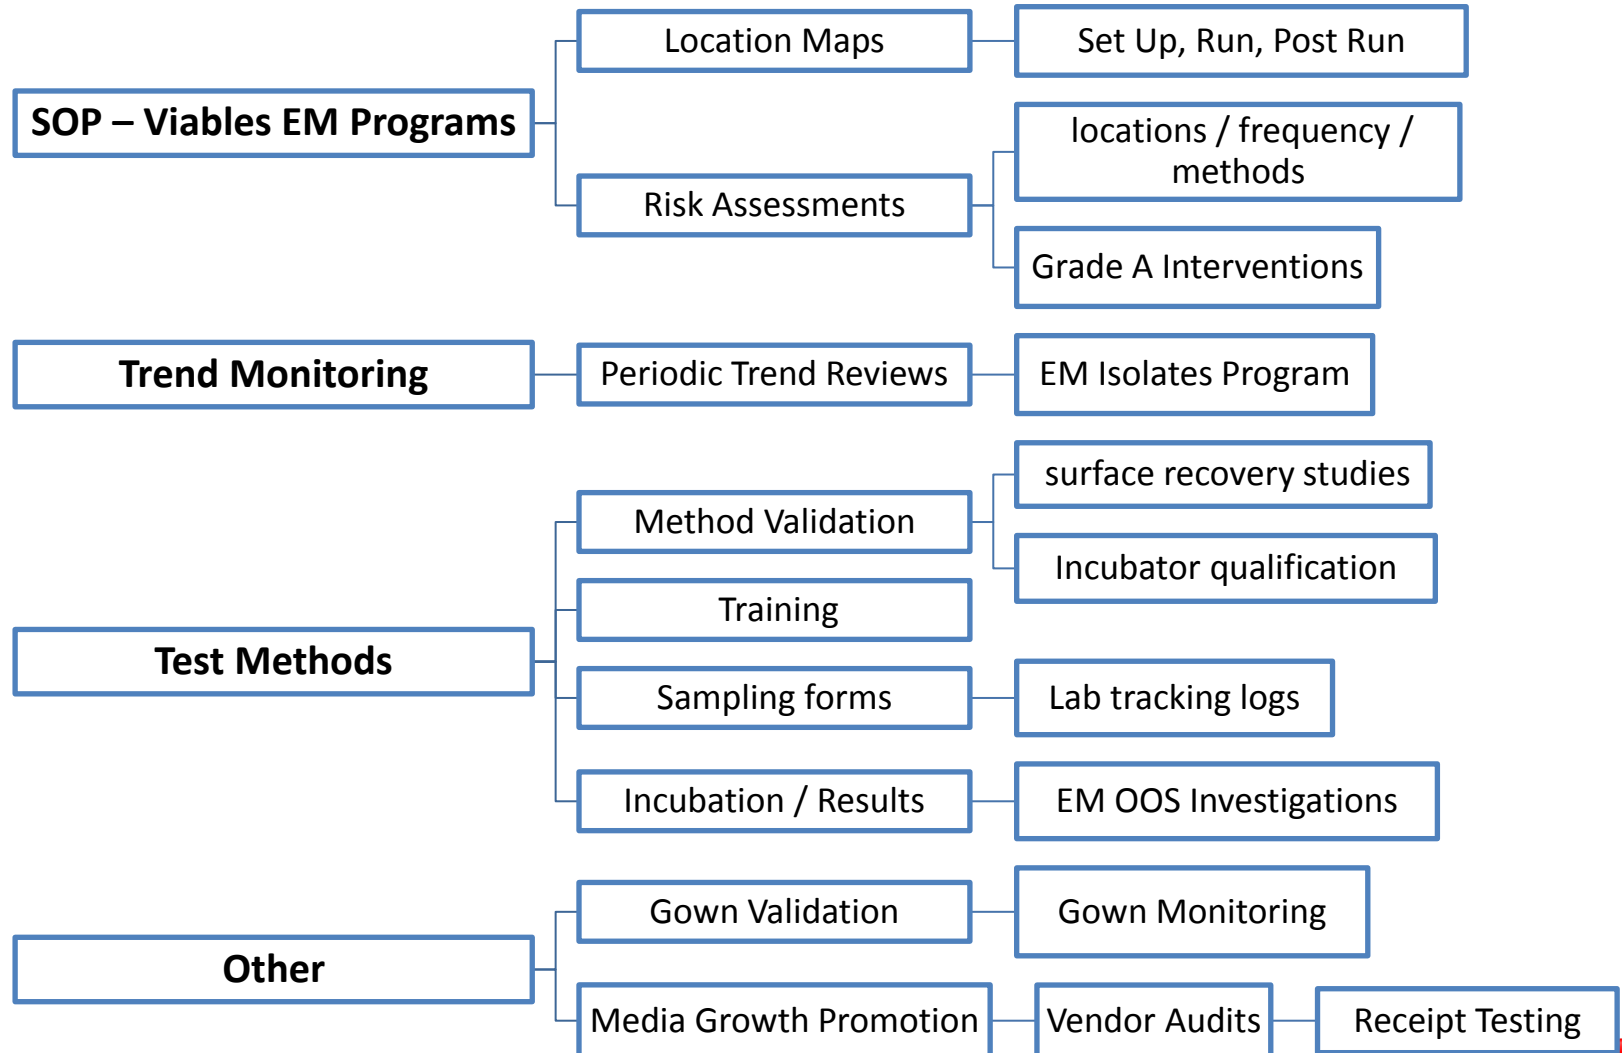 Location Maps
Set Up, Run, Post Run
SOP – Viables EM Programs
locations / frequency /
methods
Risk Assessments
Grade A Interventions
Trend Monitoring
Periodic Trend Reviews
EM Isolates Program
surface recovery studies
Method Validation
Incubator qualification
Training
Test Methods
Sampling forms
Lab tracking logs
Incubation / Results
EM OOS Investigations
Gown Validation
Gown Monitoring
Other
Media Growth Promotion
Vendor Audits
Receipt Testing